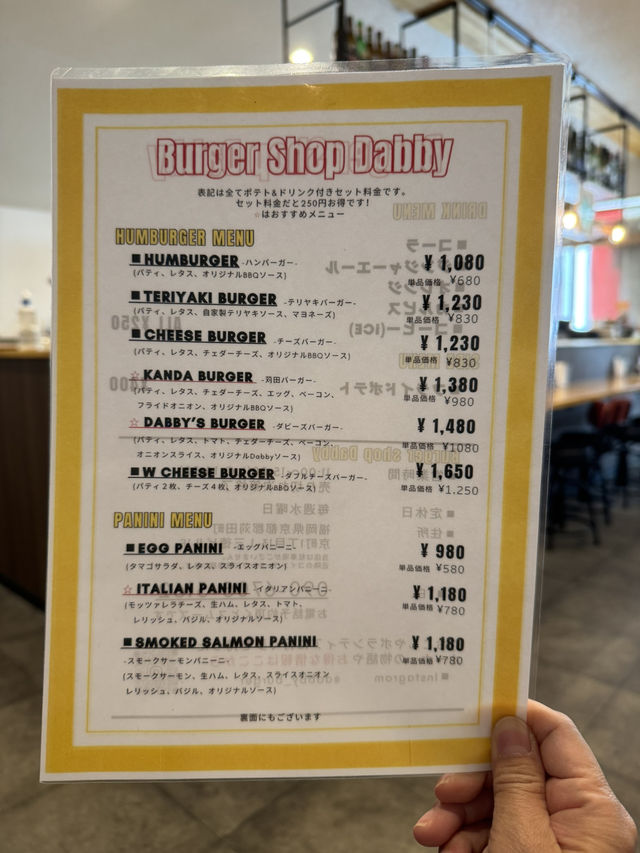 Burger Shop Dabby
表記は全てポテト&ドリンク付きセット料金です。
セット料金だと250円お得です!
☆はおすすめメニュー
HUMBURGER MENU
■HUMBURGER -ハンバーガー- ¥ 1,080
(パティ、レタス、オリジナルBBQソース) 単品価格 ¥680
■TERIYAKI BURGER -テリヤキバーガー- ¥ 1,230
(パティ、レタス、自家製テリヤキソース、マヨネーズ) 単品価格 ¥830
■CHEESE BURGER -チーズバーガー- ¥ 1,230
(パティ、レタス、チェダーチーズ、オリジナルBBQソース) 単品価格 ¥830
☆KANDA BURGER -苅田バーガー- ¥ 1,380
(パティ、レタス、チェダーチーズ、エッグ、ベーコン、 単品価格 ¥980
フライドオニオン、オリジナルBBQソース)
☆DABBY'S BURGER -ダビーズバーガー- ¥ 1,480
(パティ、レタス、トマト、チェダーチーズ、ベーコン、 単品価格 ¥1080
オニオンスライス、オリジナルDabbyソース)
■W CHEESE BURGER -ダブルチーズバーガー- ¥ 1,650
(パティ2枚、チーズ4枚、オリジナルBBQソース) 単品価格 ¥1.250
PANINI MENU
■EGG PANINI -エッグパニーニ- ¥ 980
(タマゴサラダ、レタス、スライスオニオン) 単品価格 ¥580
☆ITALIAN PANINI -イタリアンパニーニ- ¥ 1,180
(モッツァレラチーズ、生ハム、レタス、トマト、 単品価格 ¥780
レリッシュ、バジル、オリジナルソース)
■SMOKED SALMON PANINI ¥ 1,180
-スモークサーモンパニーニ- 単品価格 ¥780
(スモークサーモン、生ハム、レタス、スライスオニオン
レリッシュ、バジル、オリジナルソース)
裏面にもございます